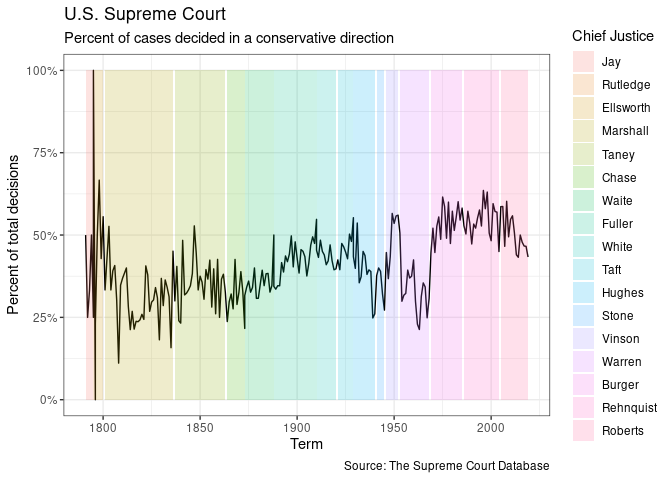 U.S. Supreme Court
Percent of cases decided in a conservative direction
Percent of total decisions
100%
75%
50%
25%
0%
1800
1850
1900
1950
2000
Term
Source: The Supreme Court Database
Chief Justice
Jay
Rutledge
Ellsworth
Marshall
Taney
Chase
Waite
Fuller
White
Taft
Hughes
Stone
Vinson
Warren
Burger
Rehnquist
Roberts